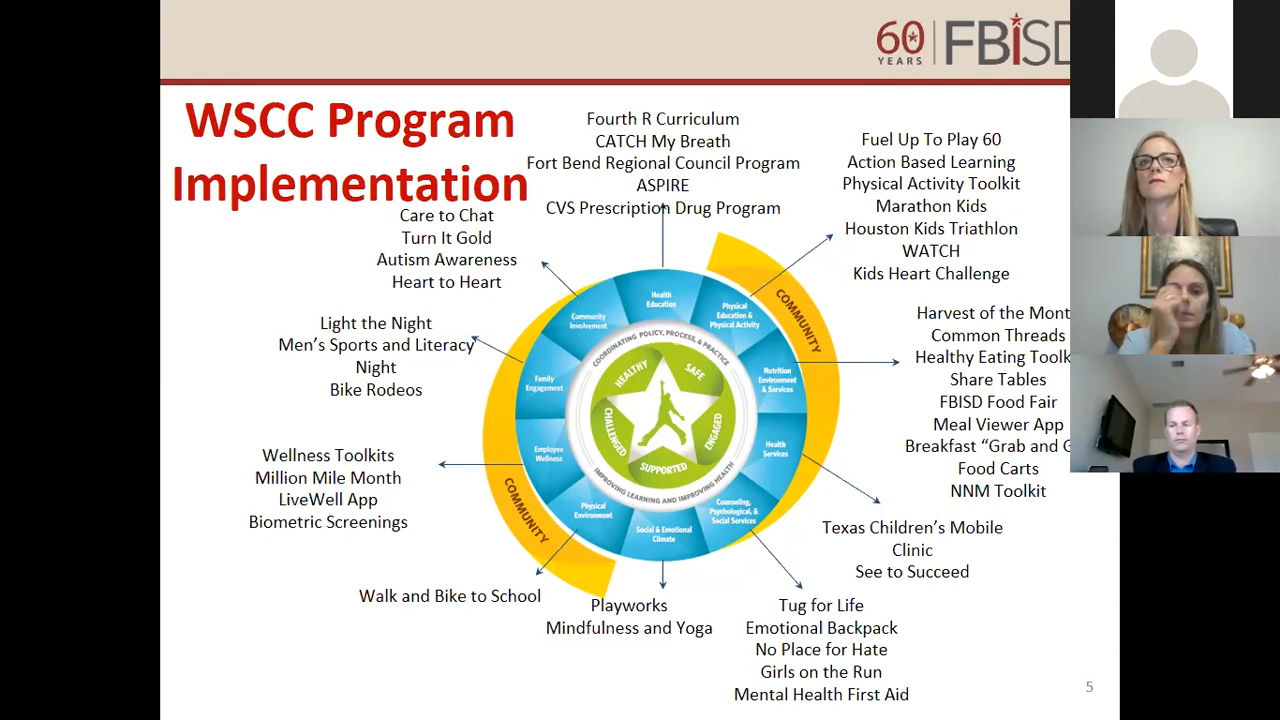 60
YEARS
FBiSD
WSCC Program
Implementation
Fourth R Curriculum
CATCH My Breath
Fort Bend Regional Council Program
ASPIRE
CVS Prescription Drug Program
Fuel Up To Play 60
Action Based Learning
Physical Activity Toolkit
Marathon Kids
Houston Kids Triathlon
WATCH
Kids Heart Challenge
Care to Chat
Turn It Gold
Autism Awareness
Heart to Heart
Light the Night
Men's Sports and Literacy
Night
Bike Rodeos
Harvest of the Mont
Common Threads
Healthy Eating Toolk
Share Tables
FBISD Food Fair
Meal Viewer App
Breakfast “Grab and G
Food Carts
NNM Toolkit
Wellness Toolkits
Million Mile Month
LiveWell App
Biometric Screenings
Texas Children's Mobile
Clinic
See to Succeed
Walk and Bike to School
Playworks
Mindfulness and Yoga
Tug for Life
Emotional Backpack
No Place for Hate
Girls on the Run
Mental Health First Aid
Health
Education
Physical
Education &
Physical Activity
Nutrition
Environment
& Services
Health
Services
Counseling,
Psychological, &
Social Services
Social & Emotional
Climate
Physical
Environment
Employee
Wellness
Family
Engagement
Community
Involvement
COMMUNITY
COMMUNITY
COORDINATING POLICY, PROCESS, & PRACTICE
IMPROVING LEARNING AND IMPROVING HEALTH
HEALTHY
SAFE
ENGAGED
SUPPORTED
CHALLENGED
5